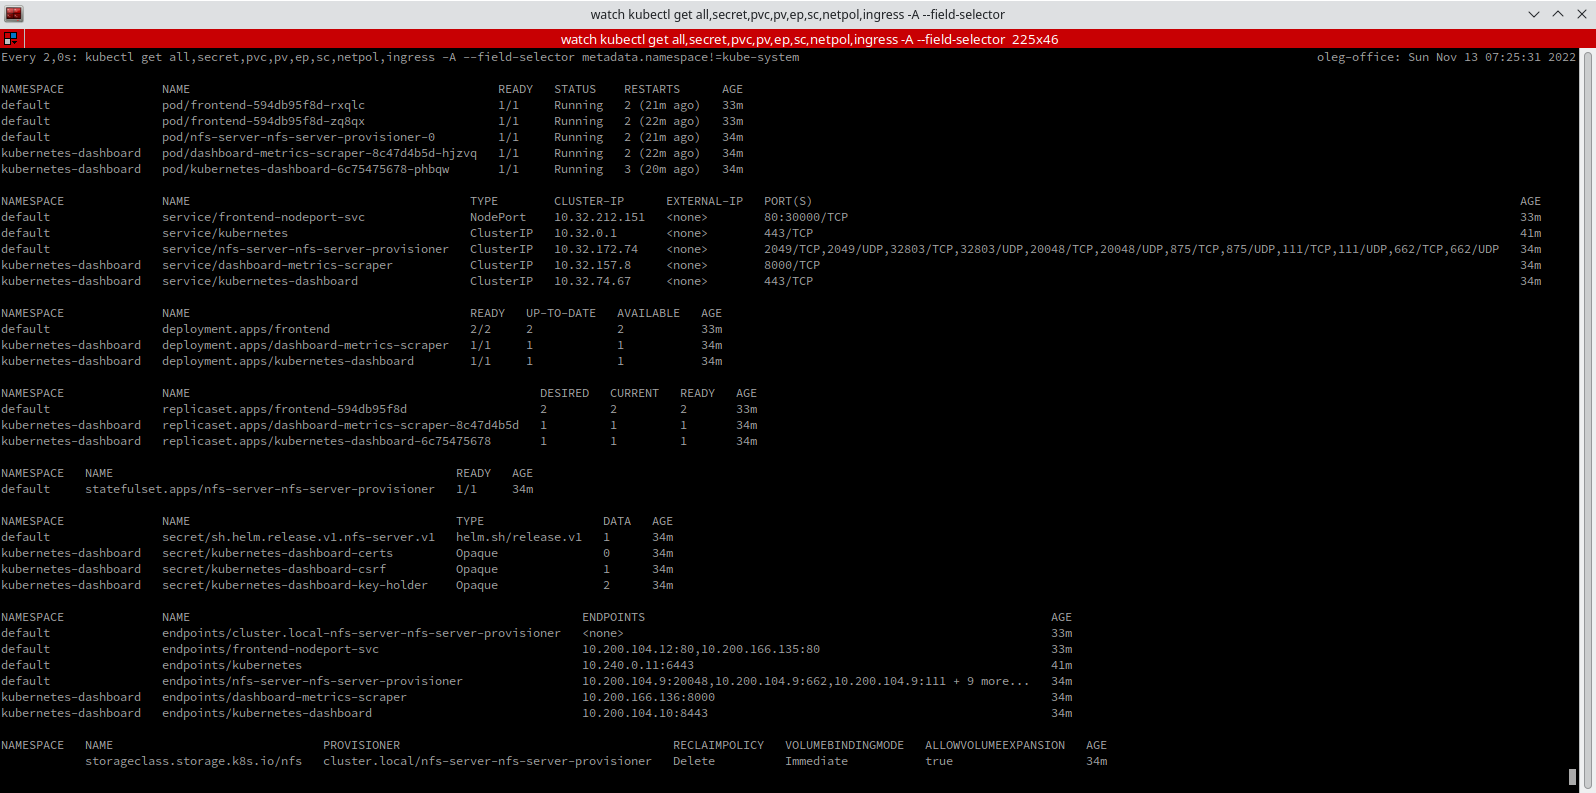 watch kubectl get all,secret,pvc,pv,ep,sc,netpol,ingress -A --field-selector
watch kubectl get all,secret,pvc,pv,ep,sc,netpol,ingress -A --field-selector 225x46
Every 2,0s: kubectl get all,secret,pvc,pv,ep,sc,netpol,ingress -A --field-selector metadata.namespace!=kube-system oleg-office: Sun Nov 13 07:25:31 2022
NAMESPACE NAME READY STATUS RESTARTS AGE
default pod/frontend-594db95f8d-rxqlc 1/1 Running 2 (21m ago) 33m
default pod/frontend-594db95f8d-zq8qx 1/1 Running 2 (22m ago) 33m
default pod/nfs-server-nfs-server-provisioner-0 1/1 Running 2 (21m ago) 34m
kubernetes-dashboard pod/dashboard-metrics-scraper-8c47d4b5d-hjzvq 1/1 Running 2 (22m ago) 34m
kubernetes-dashboard pod/kubernetes-dashboard-6c75475678-phbqw 1/1 Running 3 (20m ago) 34m
NAMESPACE NAME TYPE CLUSTER-IP EXTERNAL-IP PORT(S) AGE
default service/frontend-nodeport-svc NodePort 10.32.212.151 <none> 80:30000/TCP 33m
default service/kubernetes ClusterIP 10.32.0.1 <none> 443/TCP 41m
default service/nfs-server-nfs-server-provisioner ClusterIP 10.32.172.74 <none> 2049/TCP,2049/UDP,32803/TCP,32803/UDP,20048/TCP,20048/UDP,875/TCP,875/UDP,111/TCP,111/UDP,662/TCP,662/UDP 34m
kubernetes-dashboard service/dashboard-metrics-scraper ClusterIP 10.32.157.8 <none> 8000/TCP 34m
kubernetes-dashboard service/kubernetes-dashboard ClusterIP 10.32.74.67 <none> 443/TCP 34m
NAMESPACE NAME READY UP-TO-DATE AVAILABLE AGE
default deployment.apps/frontend 2/2 2 2 33m
kubernetes-dashboard deployment.apps/dashboard-metrics-scraper 1/1 1 1 34m
kubernetes-dashboard deployment.apps/kubernetes-dashboard 1/1 1 1 34m
NAMESPACE NAME DESIRED CURRENT READY AGE
default replicaset.apps/frontend-594db95f8d 2 2 2 33m
kubernetes-dashboard replicaset.apps/dashboard-metrics-scraper-8c47d4b5d 1 1 1 34m
kubernetes-dashboard replicaset.apps/kubernetes-dashboard-6c75475678 1 1 1 34m
NAMESPACE NAME READY AGE
default statefulset.apps/nfs-server-nfs-server-provisioner 1/1 34m
NAMESPACE NAME TYPE DATA AGE
default secret/sh.helm.release.v1.nfs-server.v1 helm.sh/release.v1 1 34m
kubernetes-dashboard secret/kubernetes-dashboard-certs Opaque 0 34m
kubernetes-dashboard secret/kubernetes-dashboard-csrf Opaque 1 34m
kubernetes-dashboard secret/kubernetes-dashboard-key-holder Opaque 2 34m
NAMESPACE NAME ENDPOINTS AGE
default endpoints/cluster.local-nfs-server-nfs-server-provisioner <none> 33m
default endpoints/frontend-nodeport-svc 10.200.104.12:80,10.200.166.135:80 33m
default endpoints/kubernetes 10.240.0.11:6443 41m
default endpoints/nfs-server-nfs-server-provisioner 10.200.104.9:20048,10.200.104.9:662,10.200.104.9:111 + 9 more... 34m
kubernetes-dashboard endpoints/dashboard-metrics-scraper 10.200.166.136:8000 34m
kubernetes-dashboard endpoints/kubernetes-dashboard 10.200.104.10:8443 34m
NAMESPACE NAME PROVISIONER RECLAIMPOLICY VOLUMEBINDINGMODE ALLOWVOLUMEEXPANSION AGE
storageclass.storage.k8s.io/nfs cluster.local/nfs-server-nfs-server-provisioner Delete Immediate true 34m